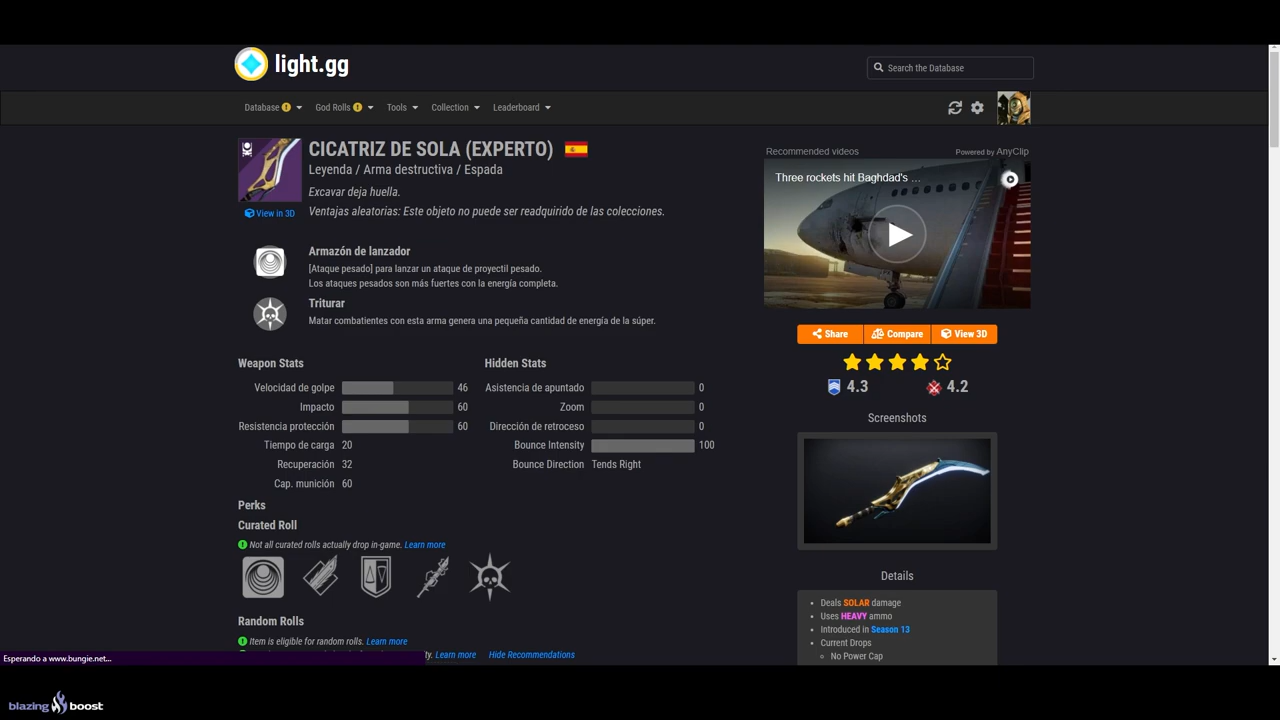 light.gg
Search the Database
Database
God Rolls
Tools
Collection
Leaderboard
CICATRIZ DE SOLA (EXPERTO)
Leyenda / Arma destructiva / Espada
Excavar deja huella.
View in 3D
Ventajas aleatorias: Este objeto no puede ser readquirido de las colecciones.
Armazón de lanzador
[Ataque pesado] para lanzar un ataque de proyectil pesado.
Los ataques pesados son más fuertes con la energía completa.
Triturar
Matar combatientes con esta arma genera una pequeña cantidad de energía de la súper.
Weapon Stats
Velocidad de golpe 46
Impacto 60
Resistencia protección 60
Tiempo de carga 20
Recuperación 32
Cap. munición 60
Hidden Stats
Asistencia de apuntado 0
Zoom 0
Dirección de retroceso 0
Bounce Intensity 100
Bounce Direction Tends Right
Perks
Curated Roll
Not all curated rolls actually drop in-game. Learn more
Random Rolls
Item is eligible for random rolls. Learn more
ty. Learn more Hide Recommendations
Recommended videos
Powered by AnyClip
Three rockets hit Baghdad's ...
Share
Compare
View 3D
4.3
4.2
Screenshots
Details
Deals SOLAR damage
Uses HEAVY ammo
Introduced in Season 13
Current Drops
No Power Cap
Esperando a www.bungie.net...
blazing boost